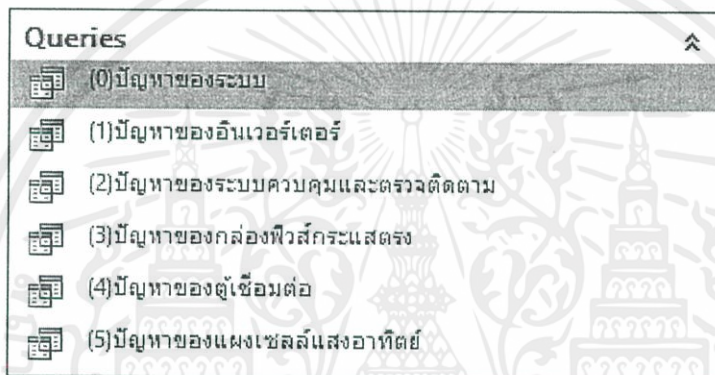 Queries
(0)ปัญหาของระบบ
(1)ปัญหาของอินเวอร์เตอร์
(2)ปัญหาของระบบควบคุมและตรวจติดตาม
(3)ปัญหาของกล่องฟิวส์กระแสตรง
(4)ปัญหาของตู้เชื่อมต่อ
(5)ปัญหาของแผงเซลล์แสงอาทิตย์